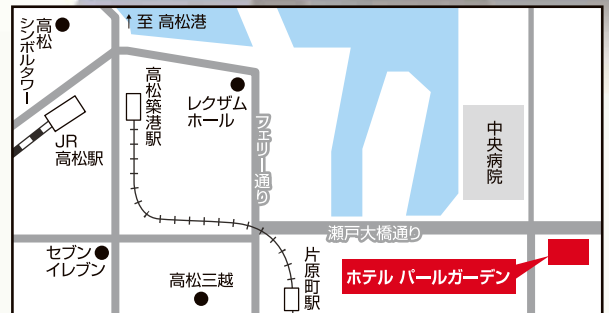 ↑至 高松港
高松
シンボルタワー
高松築港駅
レクザム
ホール
JR
高松駅
フェリー通り
中央病院
瀬戸大橋通り
セブン
イレブン
高松三越
片原町駅
ホテル パールガーデン